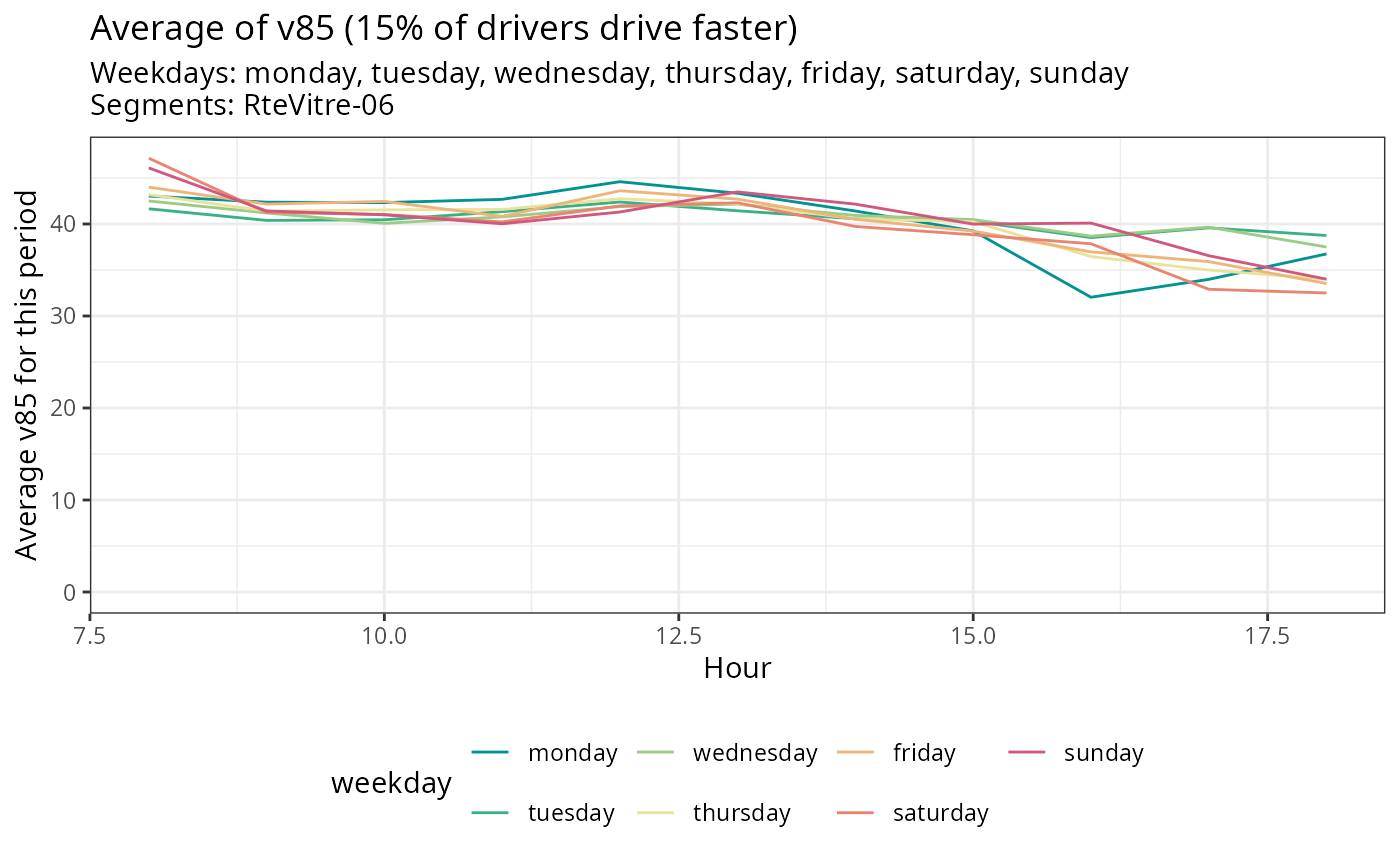 Average of v85 (15% of drivers drive faster)
Weekdays: monday, tuesday, wednesday, thursday, friday, saturday, sunday
Segments: RteVitre-06
Average v85 for this period
40
30
20
10
0
7.5 10.0 12.5 15.0 17.5
Hour
weekday
monday wednesday friday sunday
tuesday thursday saturday